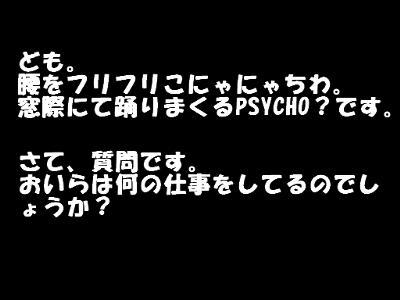 ども。
腰をフリフリこにゃにゃちわ。
窓際にて踊りまくるPSYCHO？です。
さて、質問です。
おいらは何の仕事をしてるのでし
ょうか？